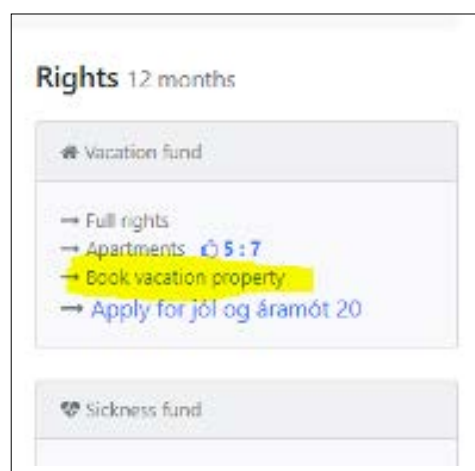 Rights 12 months
Vacation fund
→ Full rights
→ Apartments 5 : 7
→ Book vacation property
→ Apply for jól og áramót 20
Sickness fund